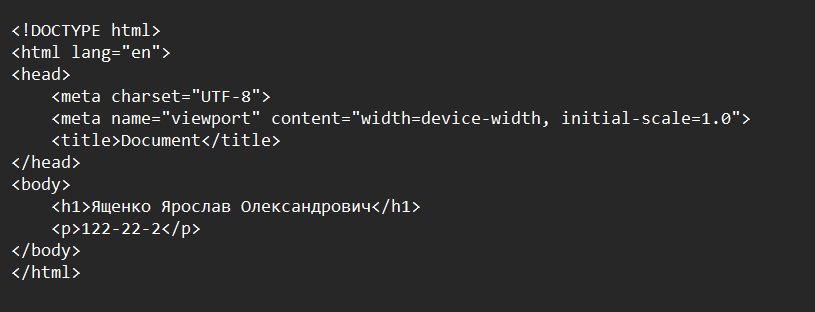 <!DOCTYPE html>
<html lang="en">
<head>
    <meta charset="UTF-8">
    <meta name="viewport" content="width=device-width, initial-scale=1.0">
    <title>Document</title>
</head>
<body>
    <h1>Ященко Ярослав Олександрович</h1>
    <p>122-22-2</p>
</body>
</html>